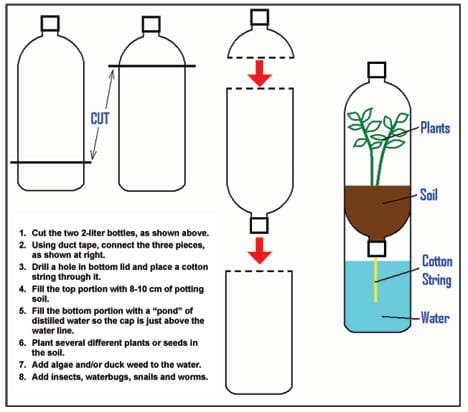 CUT
Plants
Soil
Cotton
String
Water
1. Cut the two 2-liter bottles, as shown above.
2. Using duct tape, connect the three pieces,
as shown at right.
3. Drill a hole in bottom lid and place a cotton
string through it.
4. Fill the top portion with 8-10 cm of potting
soil.
5. Fill the bottom portion with a “pond” of
distilled water so the cap is just above the
water line.
6. Plant several different plants or seeds in
the soil.
7. Add algae and/or duck weed to the water.
8. Add insects, waterbugs, snails and worms.